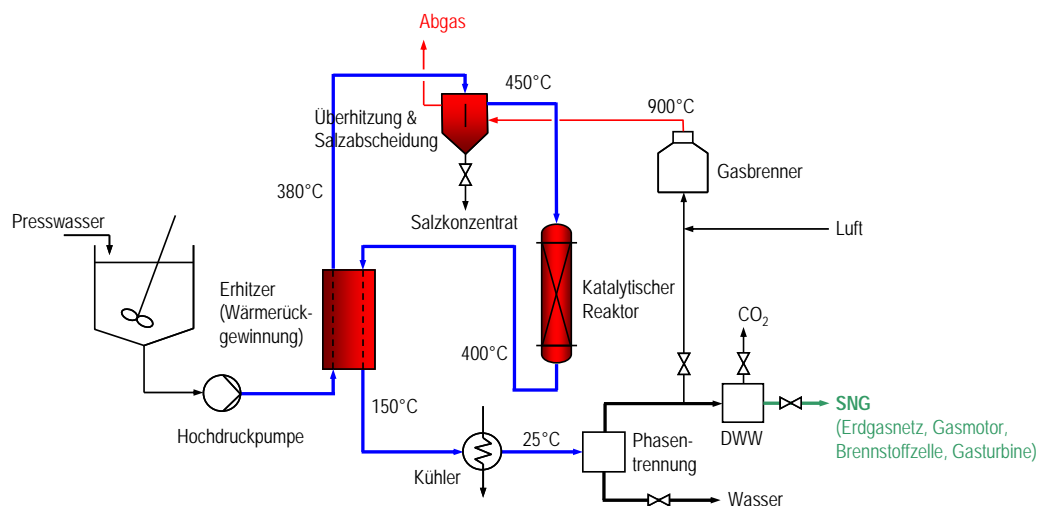 Abgas
450°C
900°C
Überhitzung &
Salzabscheidung
Gasbrenner
380°C
Salzkonzentrat
Presswasser
Luft
Erhitzer
(Wärmerück-
gewinnung)
Katalytischer
Reaktor
CO₂
400°C
150°C
SNG
(Erdgasnetz, Gasmotor,
Brennstoffzelle, Gasturbine)
Hochdruckpumpe
25°C
Phasen-
trennung
DWW
Kühler
Wasser